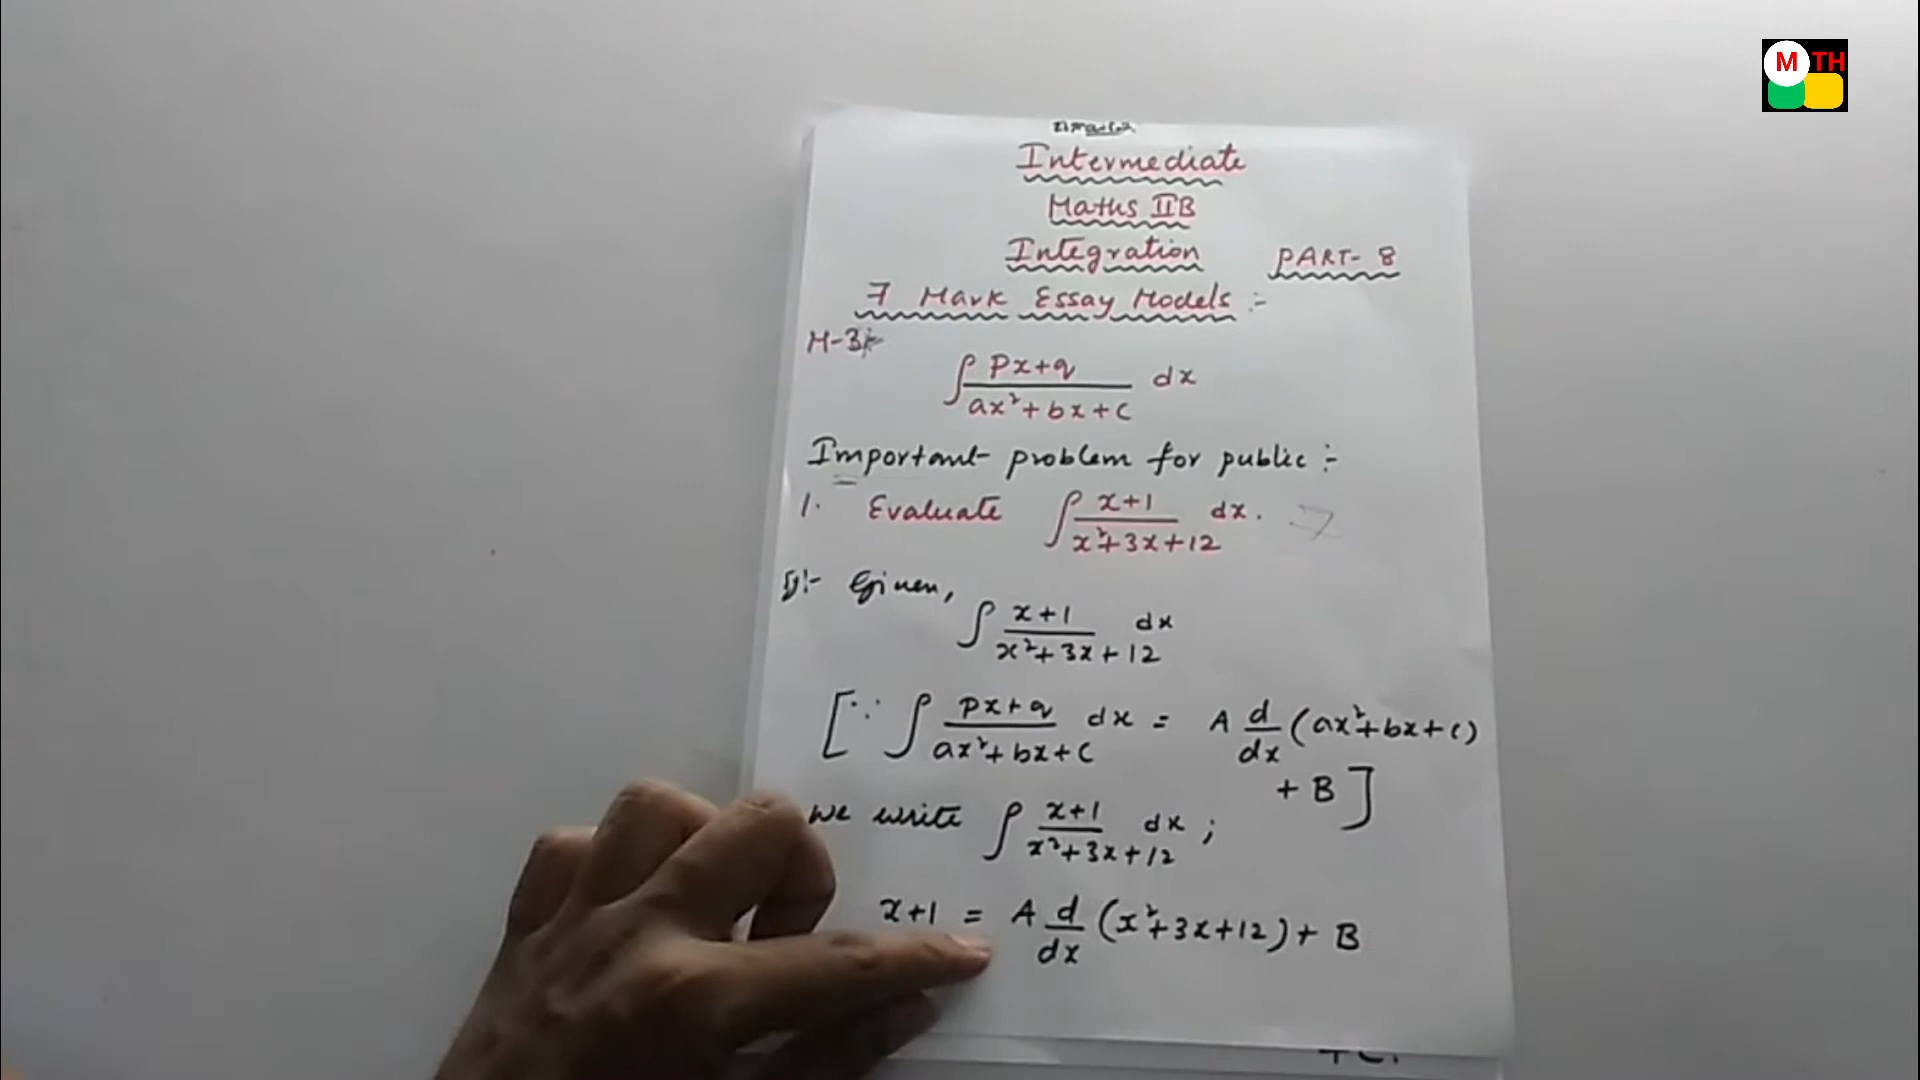 M TH
Intermediate
Maths IIB
Integration PART- 8
7 Mark Essay Models :-
M-3:-
∫ px+q / ax²+bx+c dx
Important problem for public :-
1. Evaluate ∫ x+1 / x²+3x+12 dx.
Given,
∫ x+1 / x²+3x+12 dx
[∵ ∫ px+q / ax²+bx+c dx = A d/dx (ax²+bx+c)
+ B ]
we write ∫ x+1 / x²+3x+12 dx ;
x+1 = A d/dx (x²+3x+12) + B